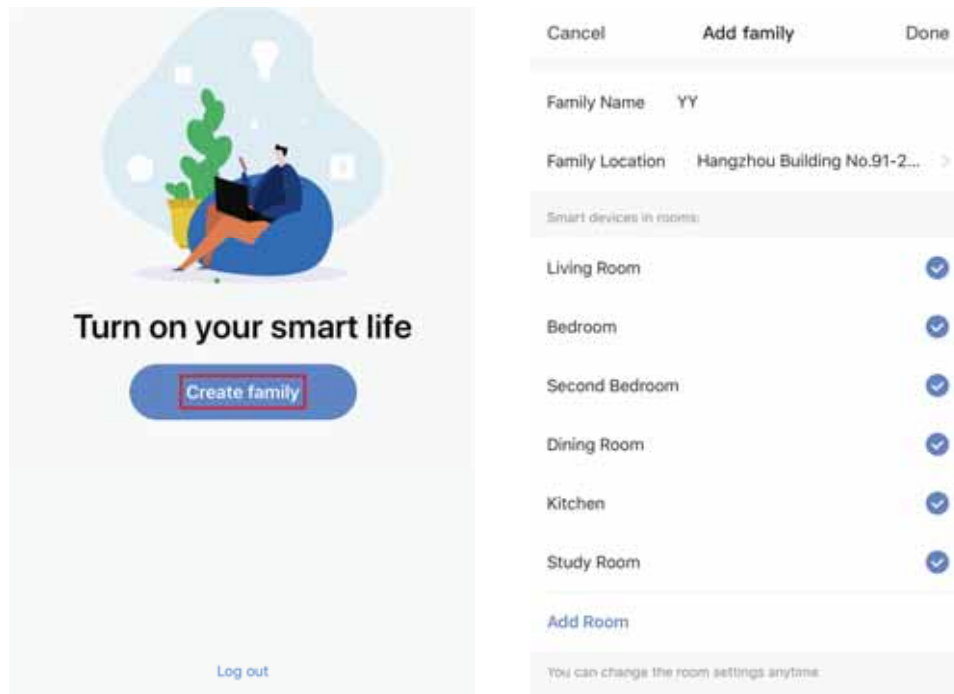 Turn on your smart life
Create family
Log out
Cancel Add family Done
Family Name YY
Family Location Hangzhou Building No.91-2...
Smart devices in rooms:
Living Room
Bedroom
Second Bedroom
Dining Room
Kitchen
Study Room
Add Room
You can change the room settings anytime